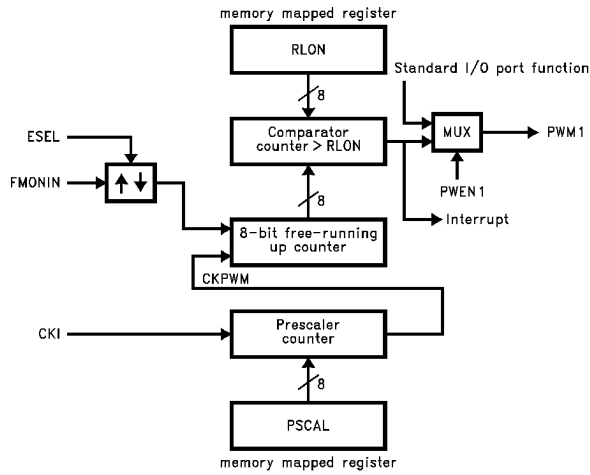 memory mapped register
RLON
Standard I/O port function
8
ESEL
Comparator
counter > RLON
MUX
PWM1
FMONIN
↑ ↓
PWEN1
8
Interrupt
8-bit free-running
up counter
CKPWM
CKI
Prescaler
counter
8
PSCAL
memory mapped register